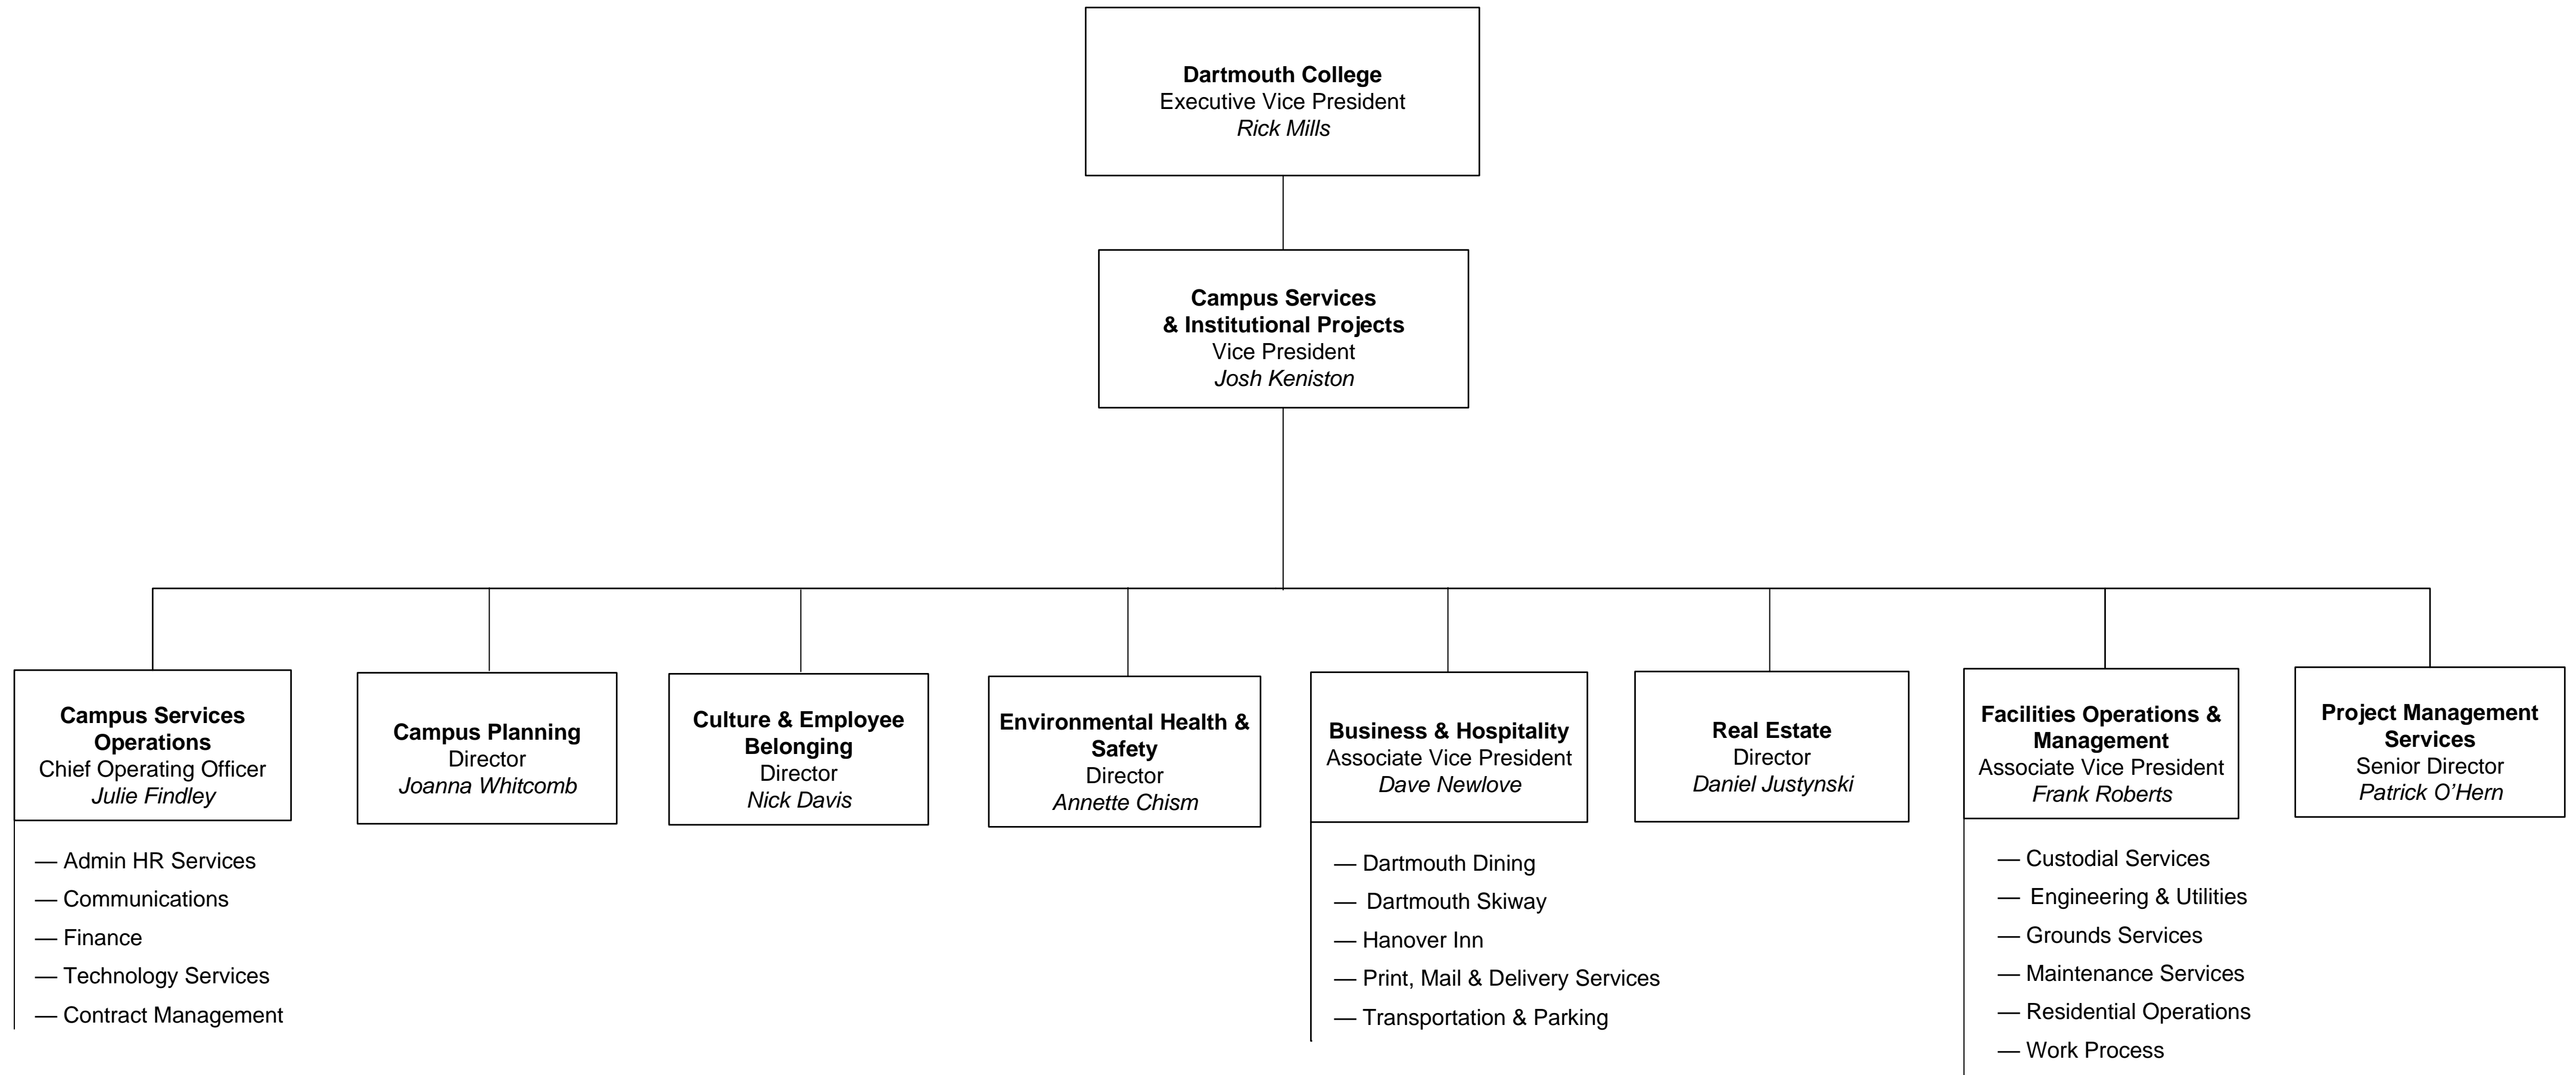 Dartmouth College
Executive Vice President
Rick Mills
Campus Services
& Institutional Projects
Vice President
Josh Keniston
Campus Services
Operations
Chief Operating Officer
Julie Findley
— Admin HR Services
— Communications
— Finance
— Technology Services
— Contract Management
Campus Planning
Director
Joanna Whitcomb
Culture & Employee
Belonging
Director
Nick Davis
Environmental Health &
Safety
Director
Annette Chism
Business & Hospitality
Associate Vice President
Dave Newlove
— Dartmouth Dining
— Dartmouth Skiway
— Hanover Inn
— Print, Mail & Delivery Services
— Transportation & Parking
Real Estate
Director
Daniel Justynski
Facilities Operations &
Management
Associate Vice President
Frank Roberts
— Custodial Services
— Engineering & Utilities
— Grounds Services
— Maintenance Services
— Residential Operations
— Work Process
Project Management
Services
Senior Director
Patrick O’Hern